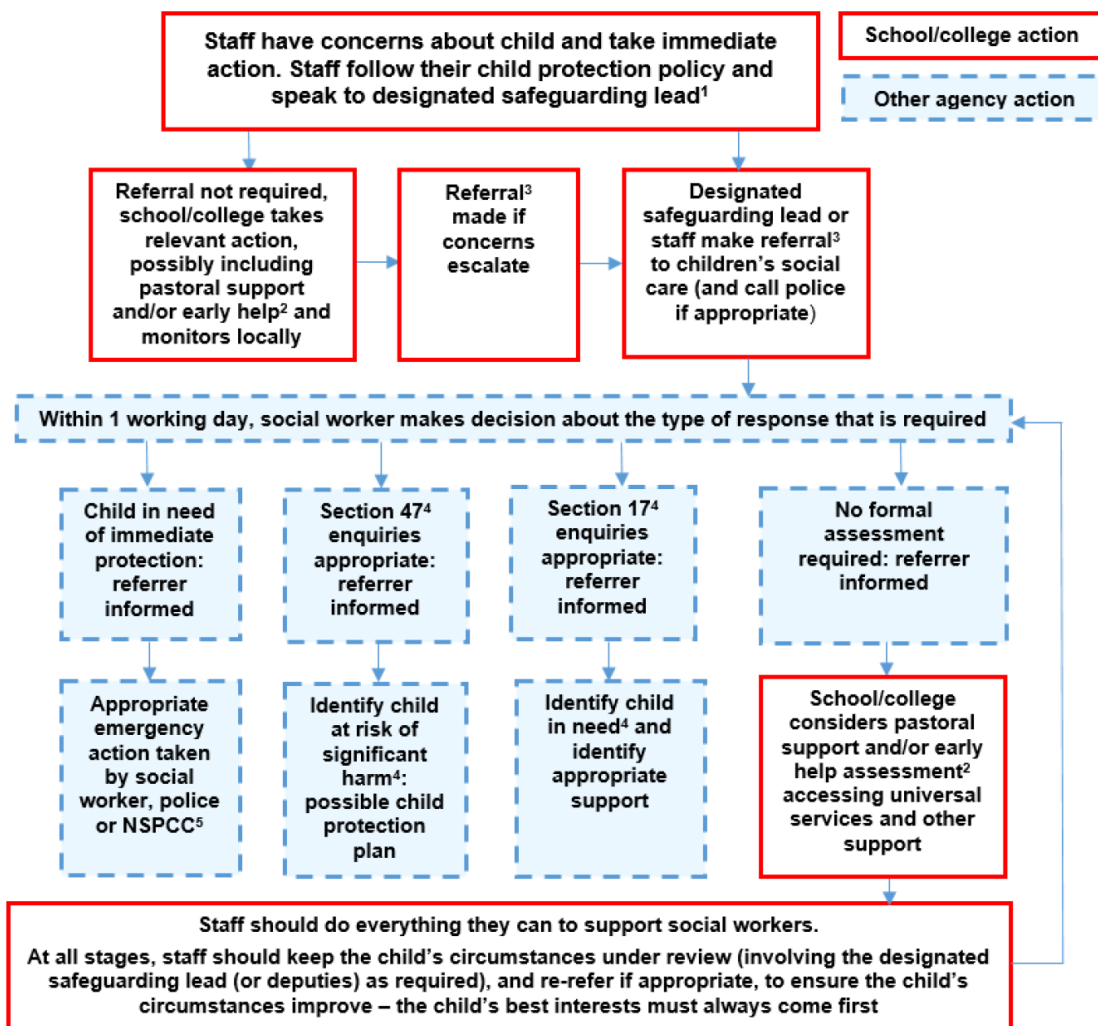 Staff have concerns about child and take immediate
action. Staff follow their child protection policy and
speak to designated safeguarding lead¹
School/college action
Other agency action
Referral not required,
school/college takes
relevant action,
possibly including
pastoral support
and/or early help² and
monitors locally
Referral³
made if
concerns
escalate
Designated
safeguarding lead or
staff make referral³
to children’s social
care (and call police
if appropriate)
Within 1 working day, social worker makes decision about the type of response that is required
Child in need
of immediate
protection:
referrer
informed
Section 47⁴
enquiries
appropriate:
referrer
informed
Section 17⁴
enquiries
appropriate:
referrer
informed
No formal
assessment
required: referrer
informed
Appropriate
emergency
action taken
by social
worker, police
or NSPCC⁵
Identify child
at risk of
significant
harm⁴:
possible child
protection
plan
Identify child
in need⁴ and
identify
appropriate
support
School/college
considers pastoral
support and/or early
help assessment²
accessing universal
services and other
support
Staff should do everything they can to support social workers.
At all stages, staff should keep the child’s circumstances under review (involving the designated
safeguarding lead (or deputies) as required), and re-refer if appropriate, to ensure the child’s
circumstances improve – the child’s best interests must always come first